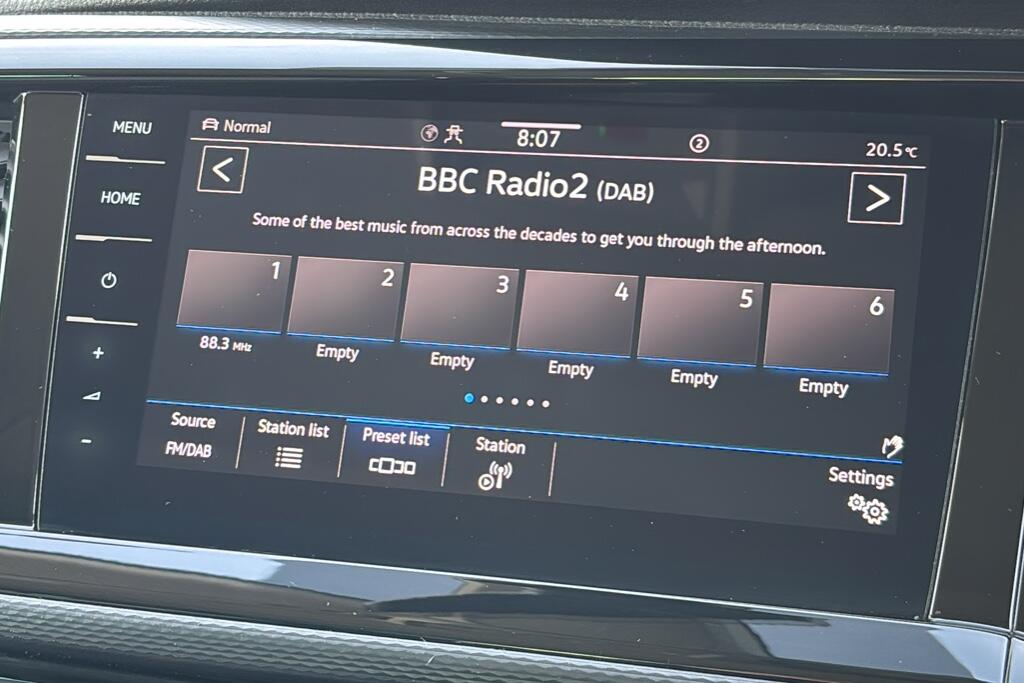 MENU
HOME
Normal
8:07
2
20.5°C
BBC Radio2 (DAB)
Some of the best music from across the decades to get you through the afternoon.
1 2 3 4 5 6
88.3 MHz Empty Empty Empty Empty Empty
Source Station list Preset list Station
FM/DAB
Settings